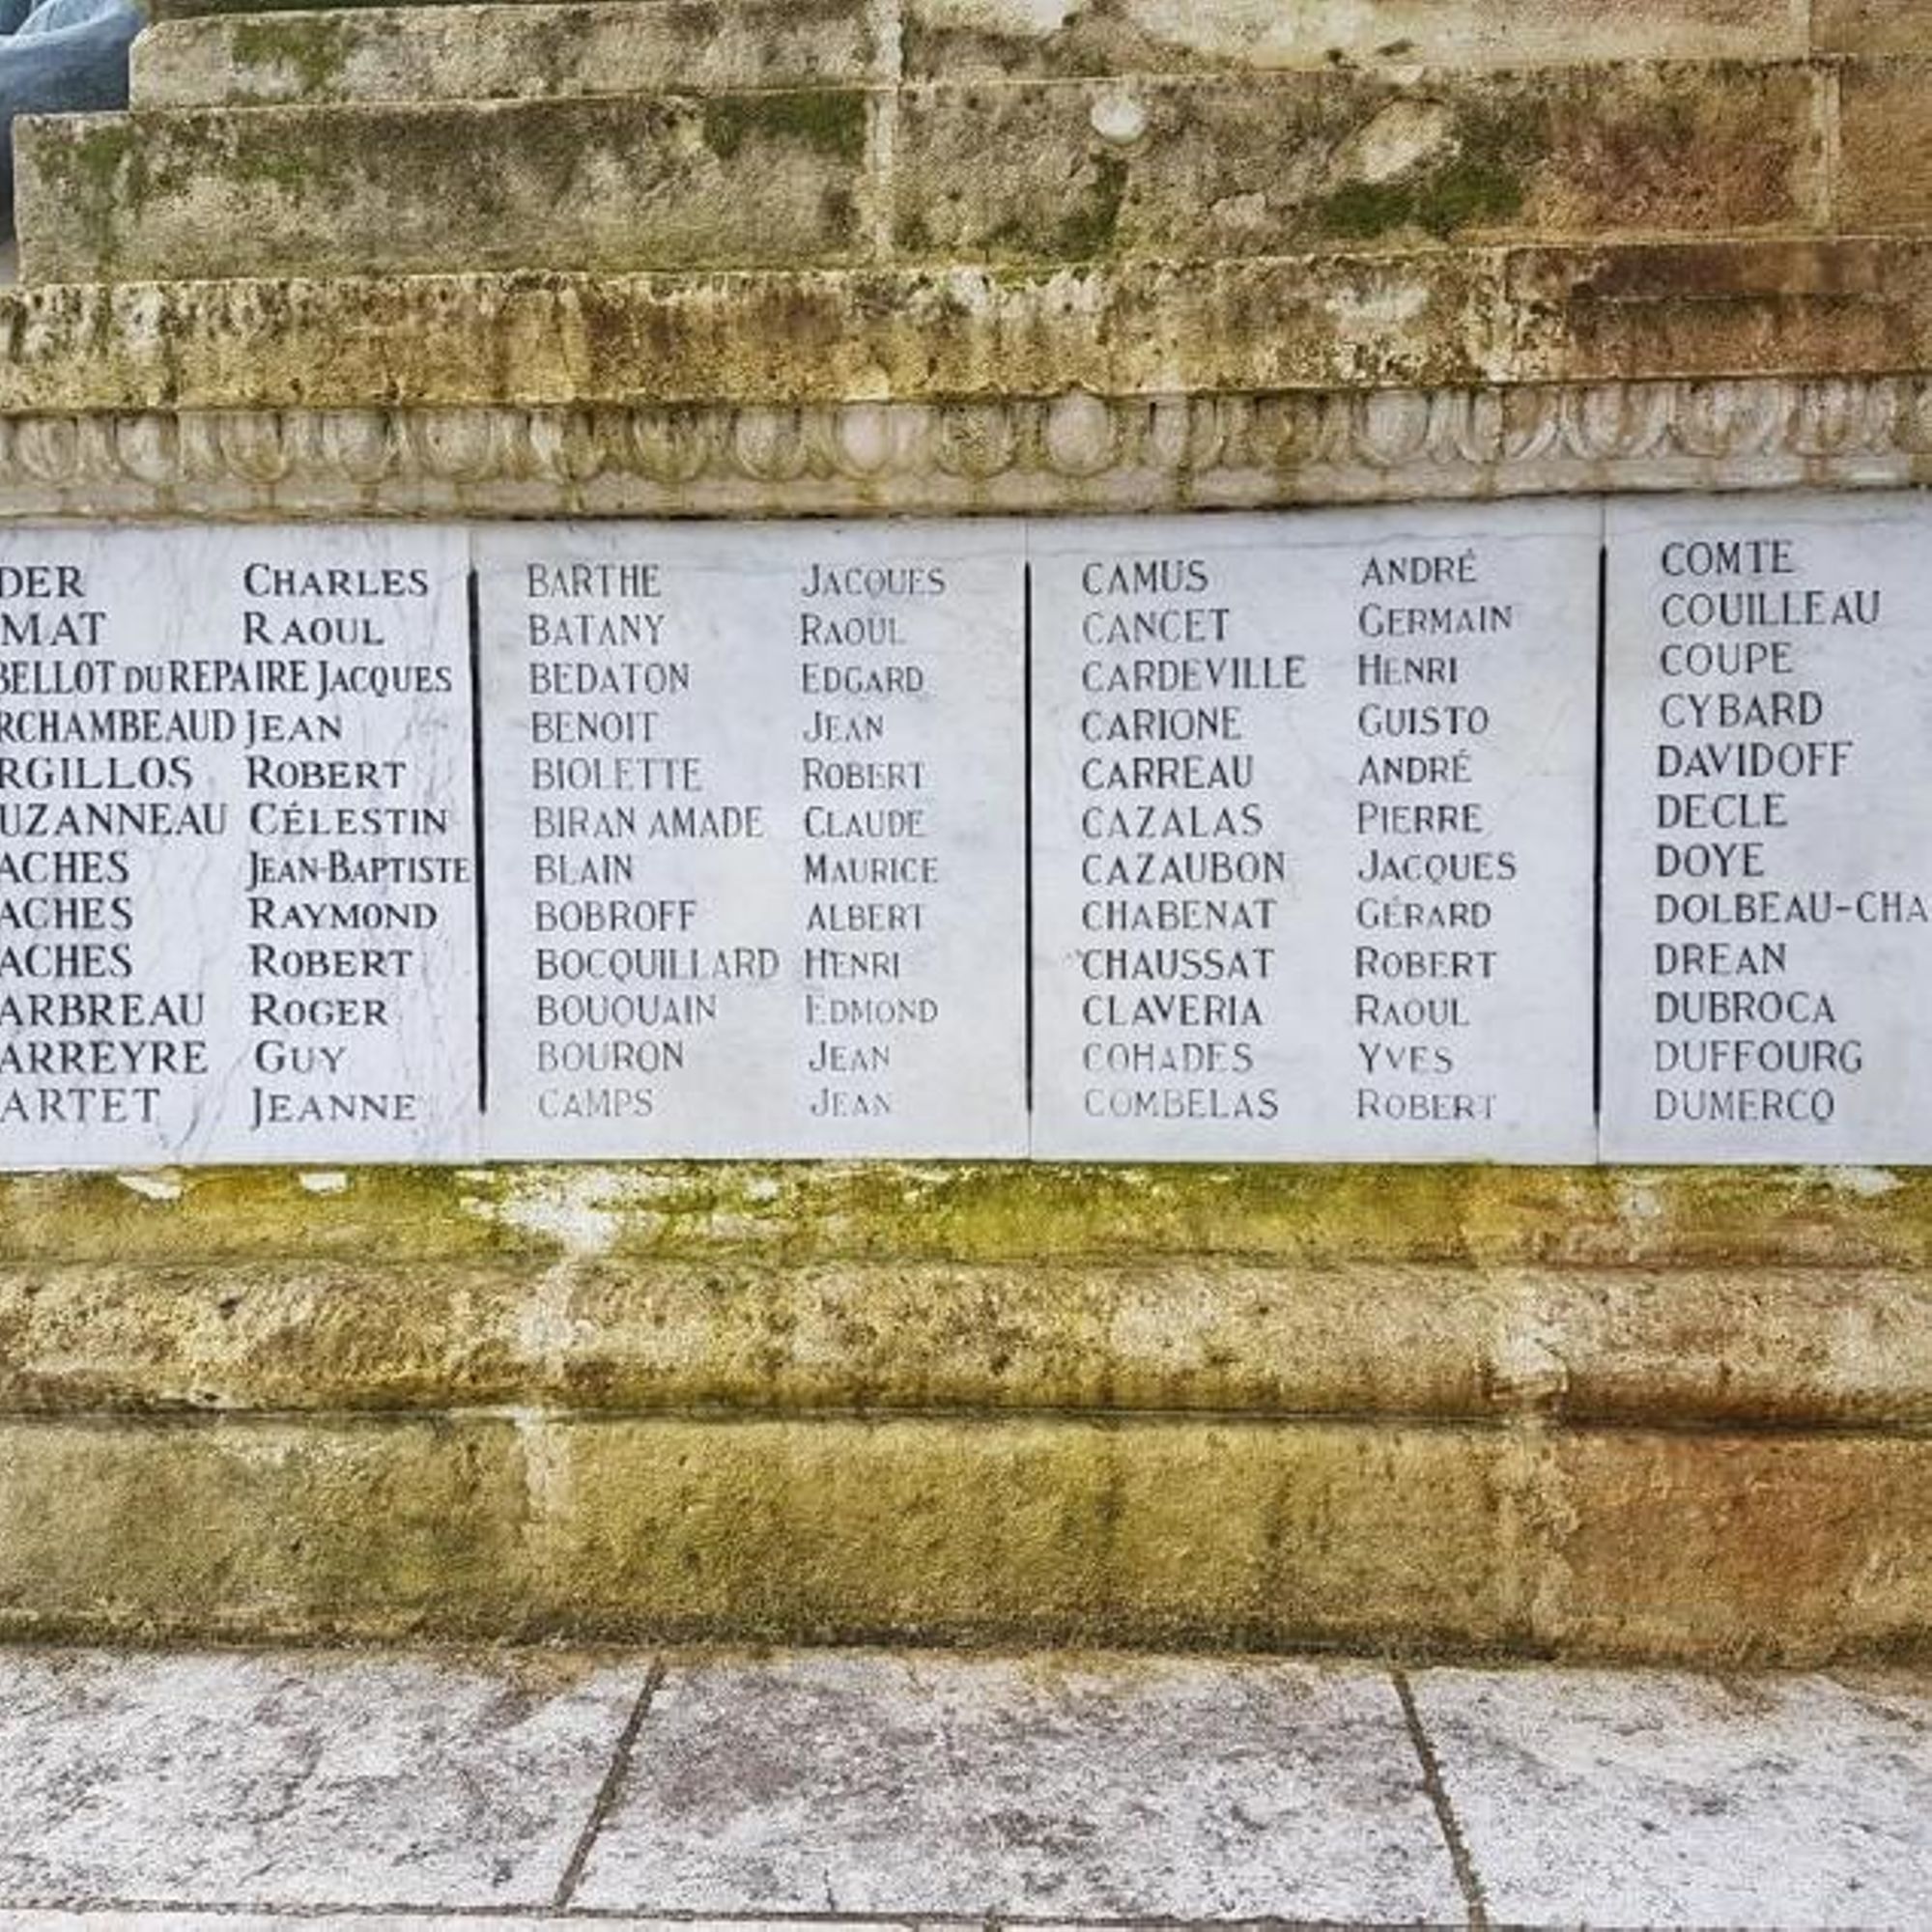 DER CHARLES
MAT RAOUL
BELLOT DU REPAIRE JACQUES
RCHAMBEAUD JEAN
RGILLOS ROBERT
UZANNEAU CÉLESTIN
ACHES JEAN-BAPTISTE
ACHES RAYMOND
ACHES ROBERT
ARBREAU ROGER
ARREYRE GUY
ARTET JEANNE
BARTHE JACQUES
BATANY RAOUL
BEDATON EDGARD
BENOIT JEAN
BIOLETTE ROBERT
BIRAN AMADE CLAUDE
BLAIN MAURICE
BOBROFF ALBERT
BOCQUILLARD HENRI
BOUQUAIN EDMOND
BOURON JEAN
CAMPS JEAN
CAMUS ANDRÉ
CANCET GERMAIN
CARDEVILLE HENRI
CARIONE GUISTO
CARREAU ANDRÉ
CAZALAS PIERRE
CAZAUBON JACQUES
CHABENAT GÉRARD
CHAUSSAT ROBERT
CLAVERIA RAOUL
COHADES YVES
COMBELAS ROBERT
COMTE
COUILLEAU
COUPE
CYBARD
DAVIDOFF
DECLE
DOYE
DOLBEAU-CHA
DREAN
DUBROCA
DUFFOURG
DUMERCQ